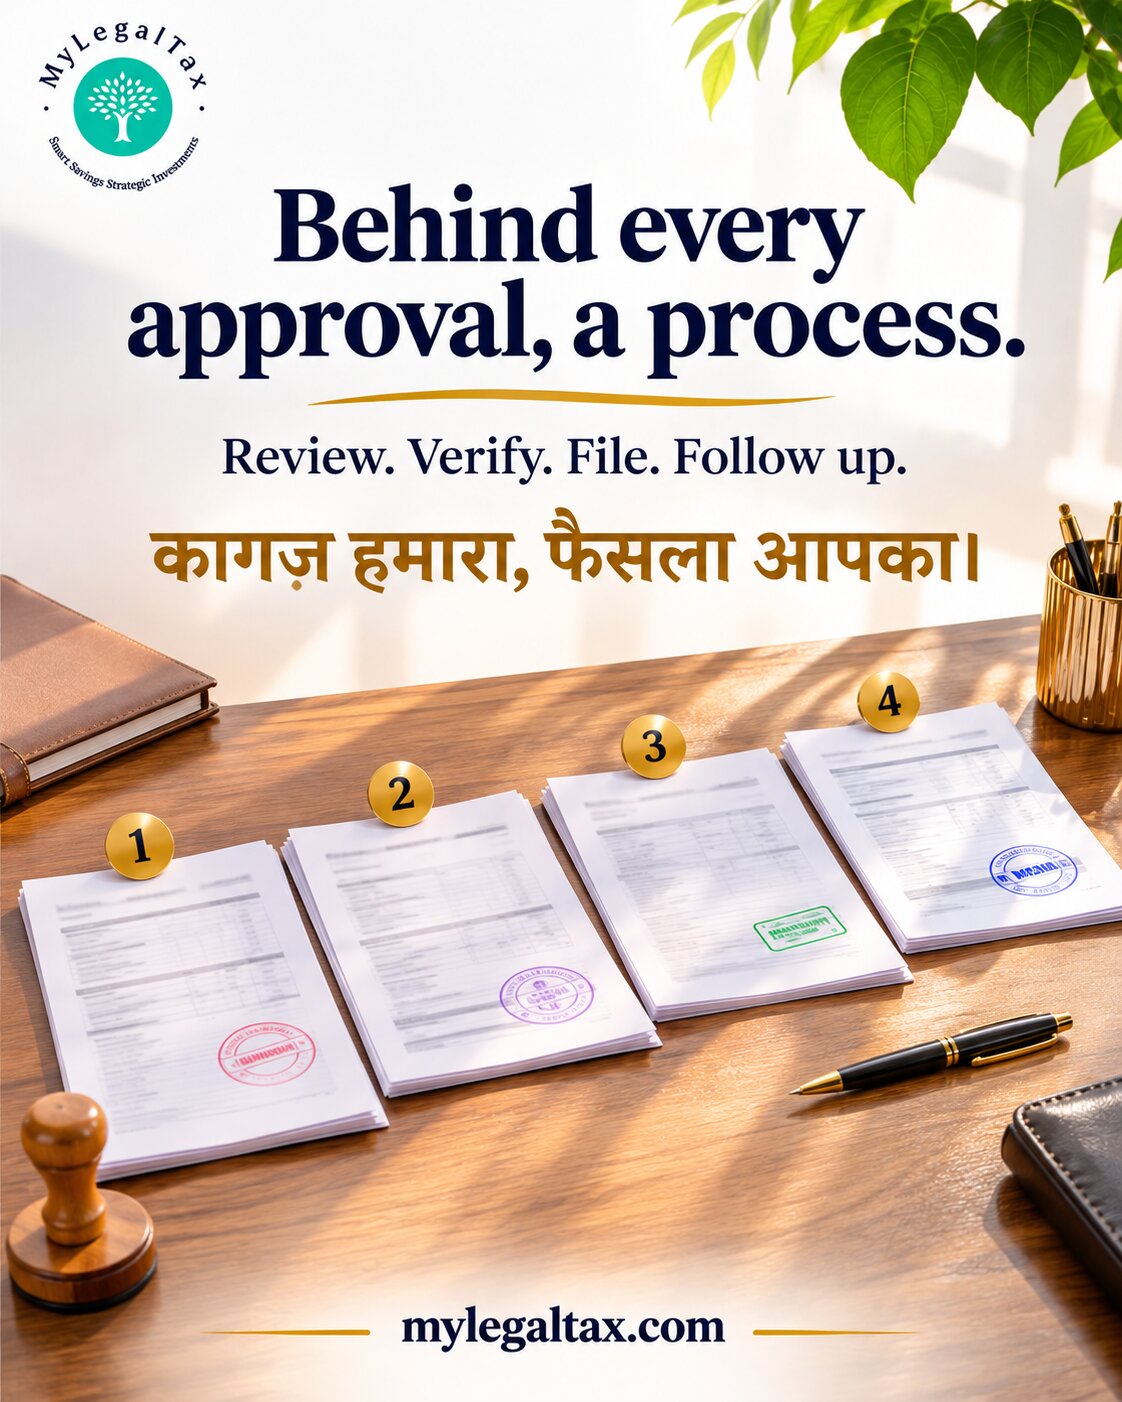 MyLegalTax
Smart Savings Strategic Investments
Behind every
approval, a process.
Review. Verify. File. Follow up.
कागज़ हमारा, फैसला आपका।
1
2
3
4
mylegaltax.com